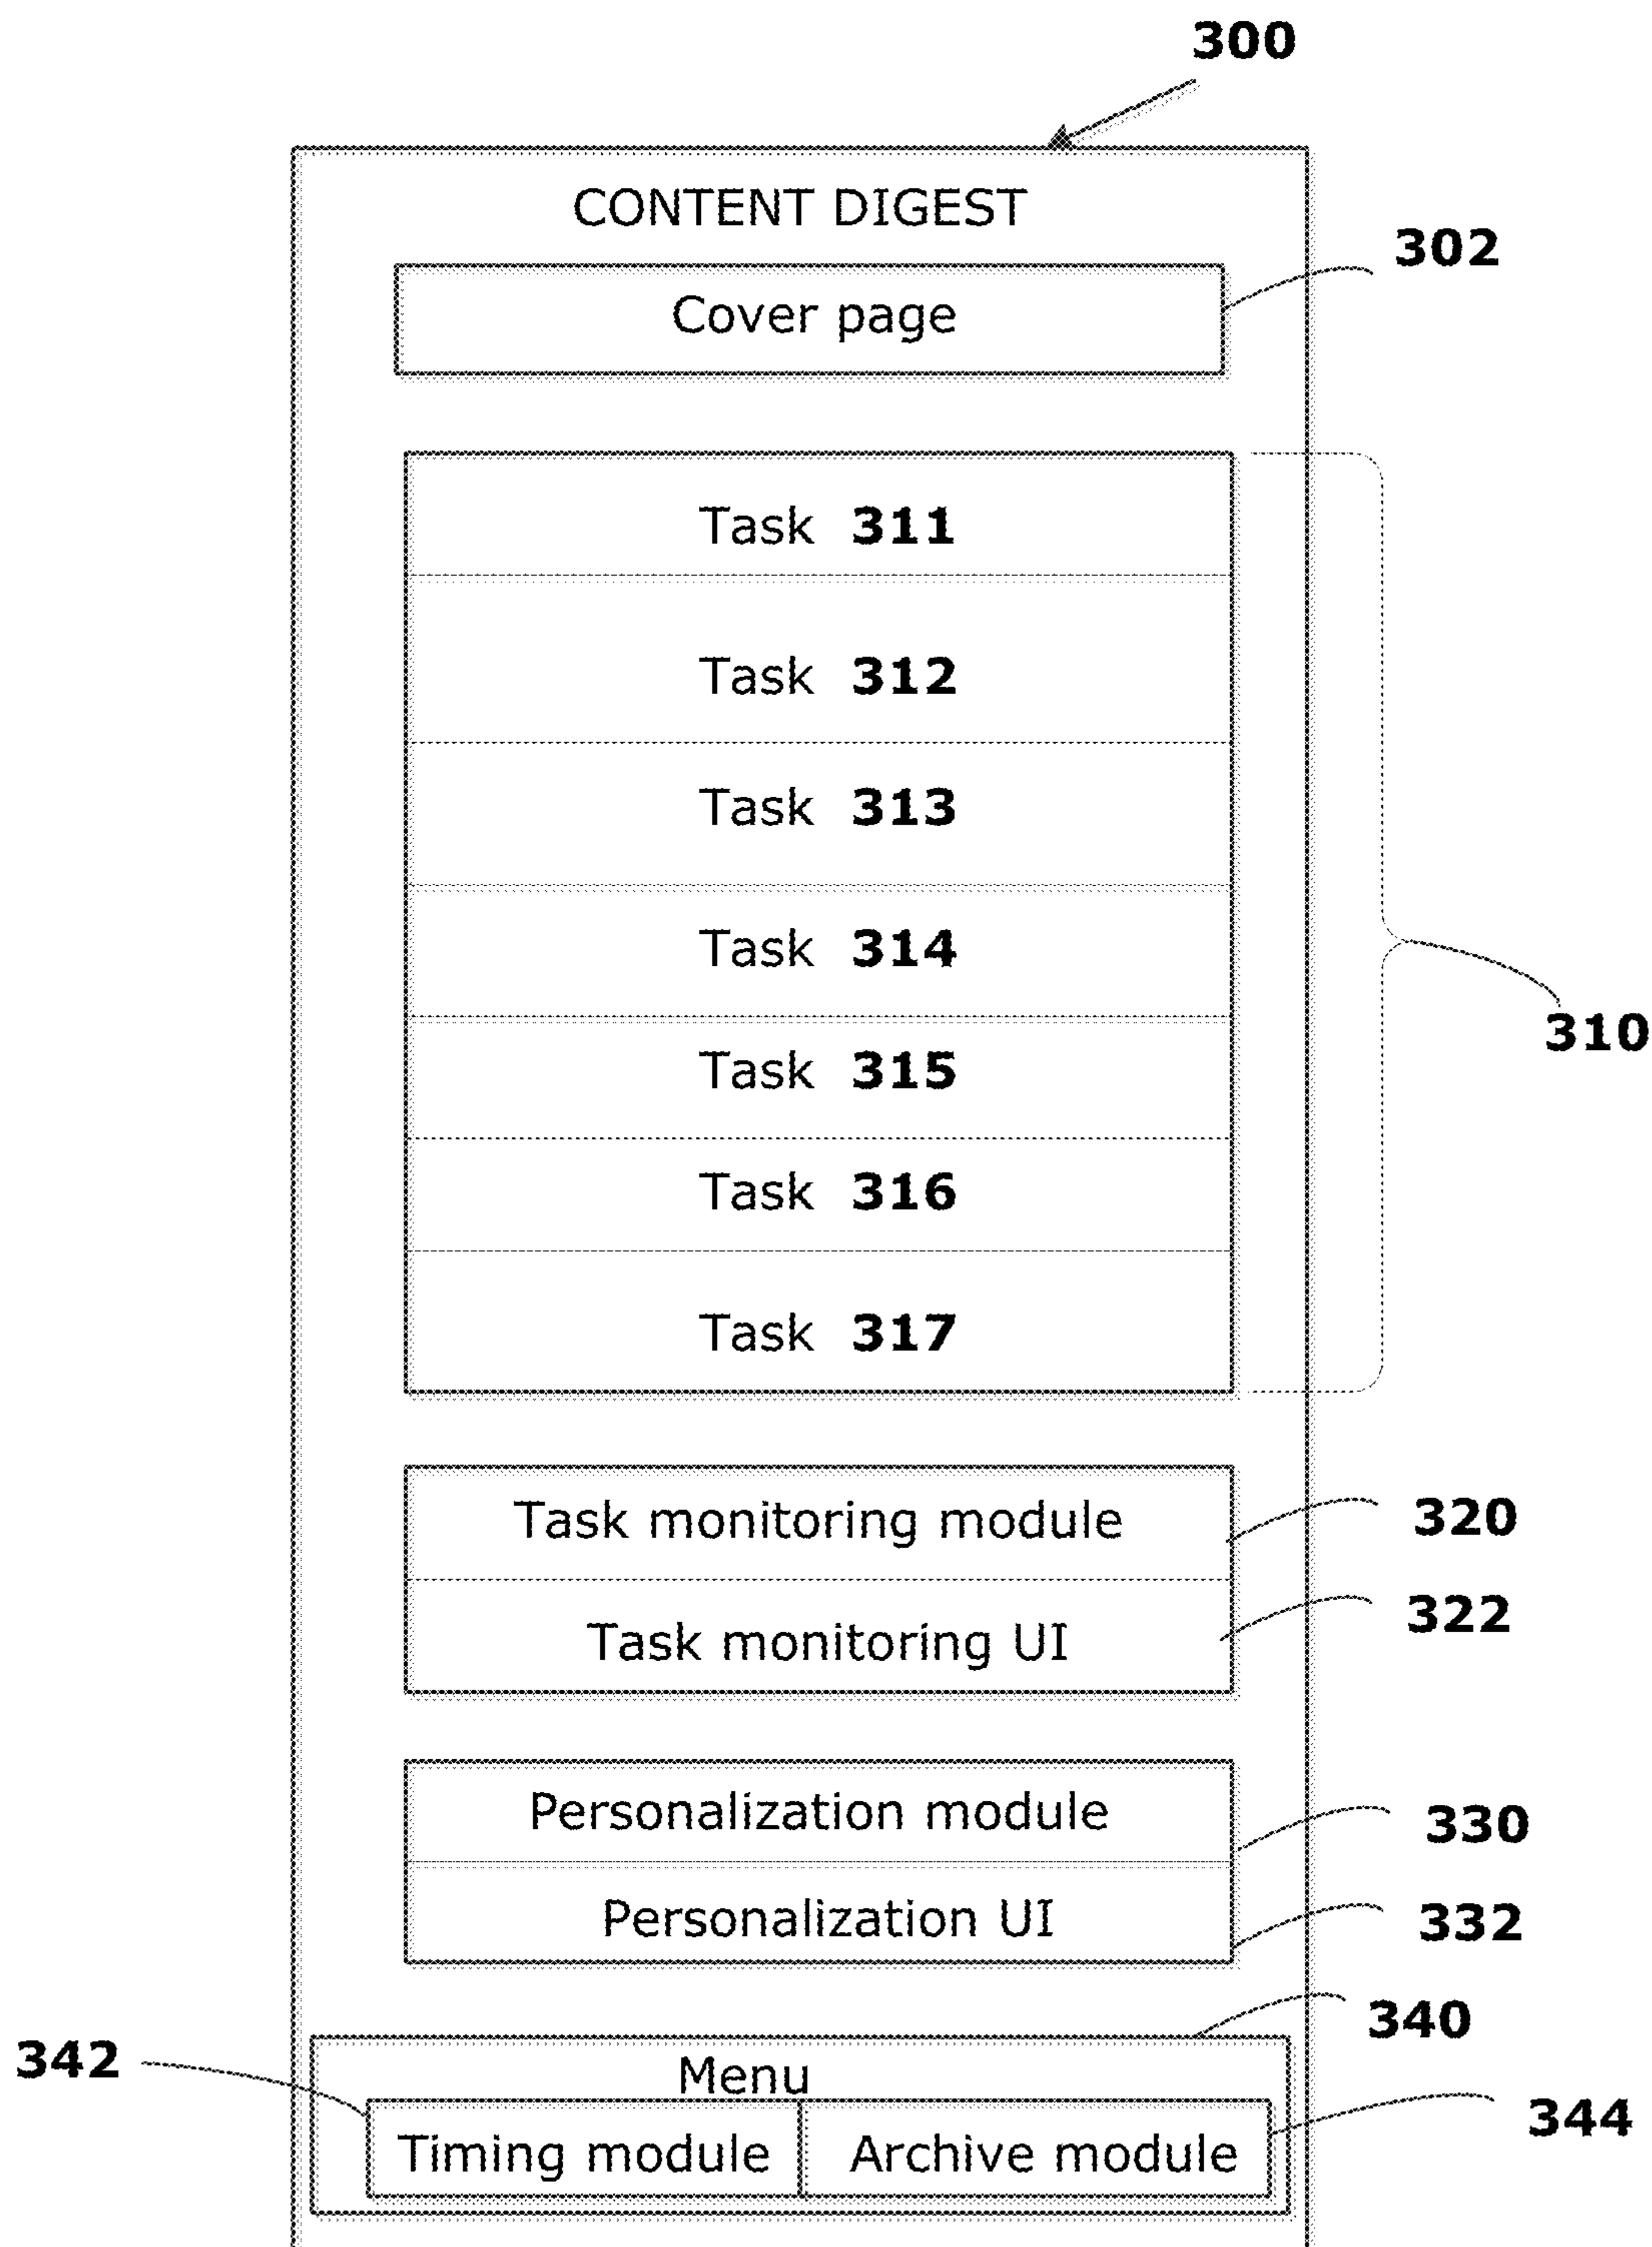 300
CONTENT DIGEST
302
Cover page
Task 311
Task 312
Task 313
Task 314
310
Task 315
Task 316
Task 317
Task monitoring module
320
Task monitoring UI
322
Personalization module
330
Personalization UI
332
340
342
Menu
344
Timing module
Archive module